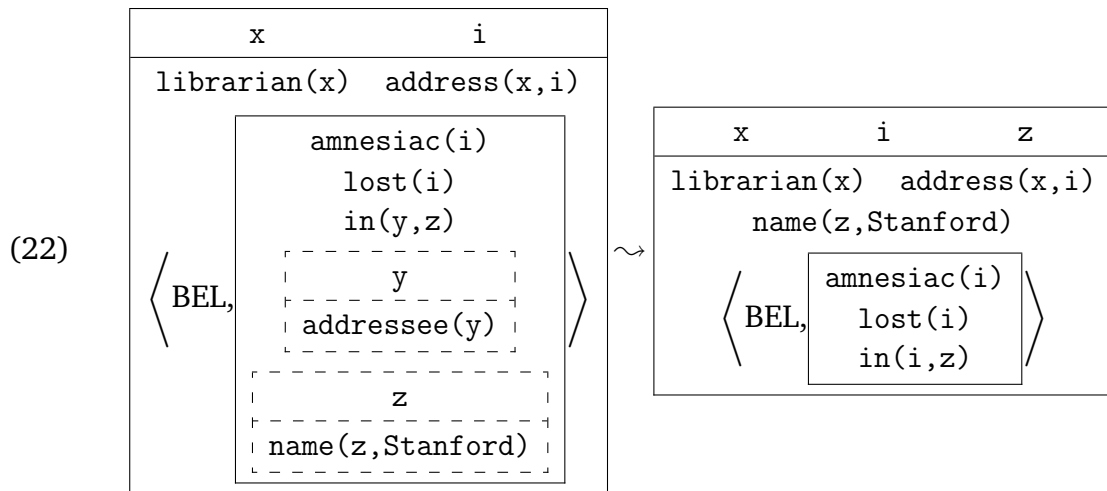 (22)
x i
librarian(x) address(x,i)
⟨BEL,
amnesiac(i)
lost(i)
in(y,z)
y
addressee(y)
z
name(z,Stanford)
⟩
⤳
x i z
librarian(x) address(x,i)
name(z,Stanford)
⟨BEL,
amnesiac(i)
lost(i)
in(i,z)
⟩